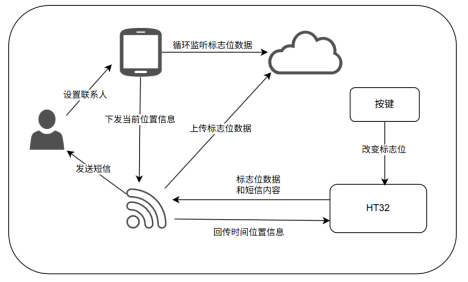 循环监听标志位数据
设置联系人
按键
下发当前位置信息
上传标志位数据
改变标志位
发送短信
标志位数据
和短信内容
HT32
回传时间位置信息